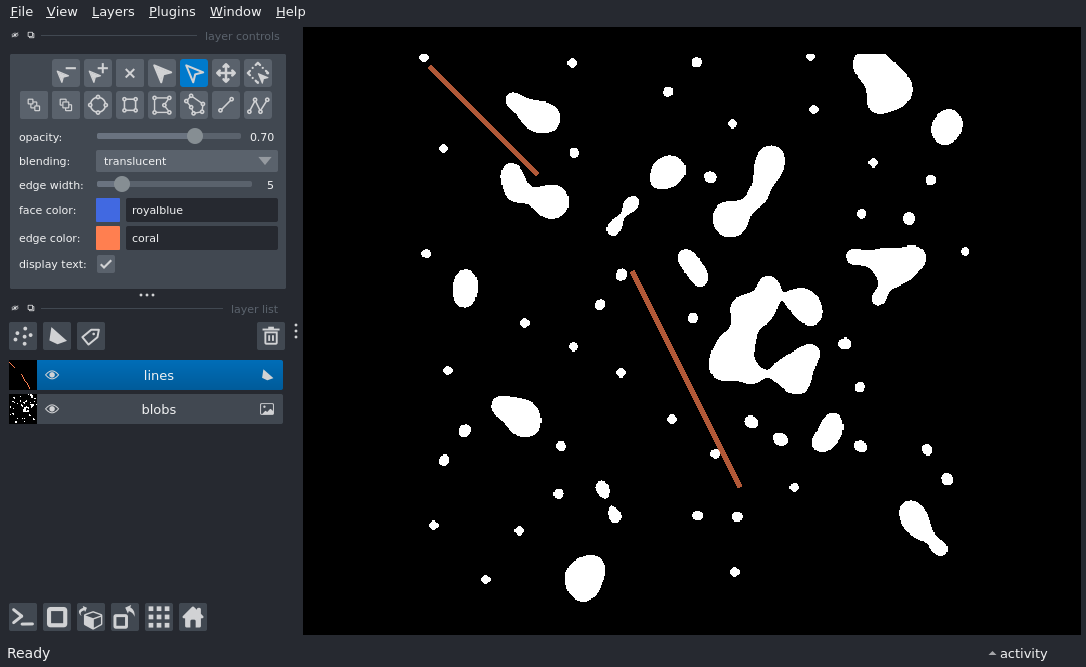 File View Layers Plugins Window Help
layer controls
opacity: 0.70
blending: translucent
edge width: 5
face color: royalblue
edge color: coral
display text:
layer list
lines
blobs
Ready
activity